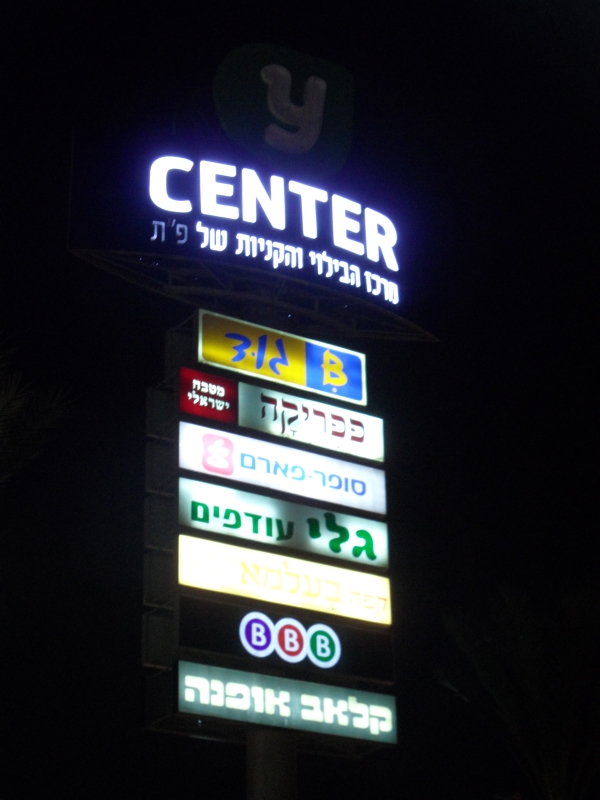 y
CENTER
מרכז הבילוי והקניות של פ'ת
B גוד
פפריקה
מטבח
ישראלי
סופר-פארם
גלי עודפים
קפה בעלמא
BBB
קלאב אופנה